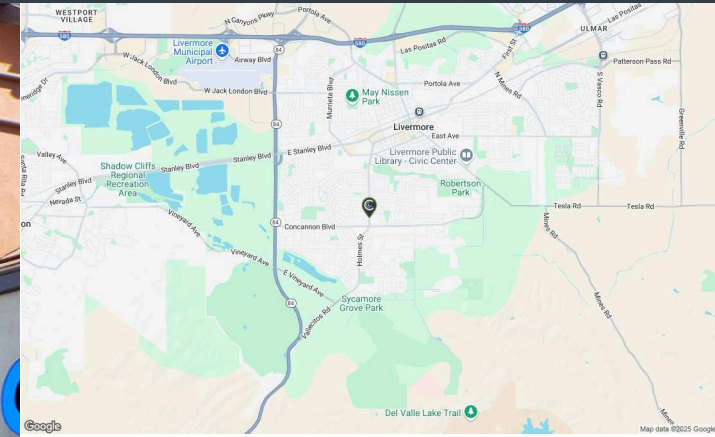 WESTPORT
VILLAGE
N Canyons Pkwy
Portola Ave
580
Livermore
Municipal
Airport
84
580
Las Positas Rd
First St
580
Las Positas
ULMAR
W Jack London Blvd
Airway Blvd
Patterson Pass Rd
W Jack London Blvd
Murrieta Blvd
May Nissen
Park
Portola Ave
N Mines Rd
S Vasco Rd
Greenville Rd
84
Livermore
East Ave
Valley Ave
Stanley Blvd
E Stanley Blvd
Livermore Public
Library - Civic Center
Shadow Cliffs
Regional
Recreation
Area
Stanley Blvd
Stanley Blvd
Robertson
Park
Nevada St
Vineyard Ave
Tesla Rd
Tesla Rd
on
84
Concannon Blvd
Holmes St
Mines Rd
Vineyard Ave
E Vineyard Ave
84
Sycamore
Grove Park
Vallecitos Rd
Mines Rd
Del Valle Lake Trail
Mines
Google
Map data ©2025 Google